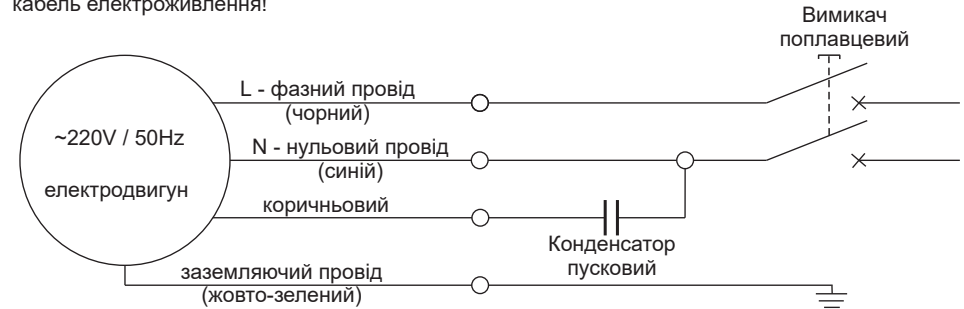 кабель електроживлення!
Вимикач
поплавцевий
L - фазний провід
(чорний)
~220V / 50Hz
N - нульовий провід
(синій)
електродвигун
коричньовий
Конденсатор
пусковий
заземляючий провід
(жовто-зелений)